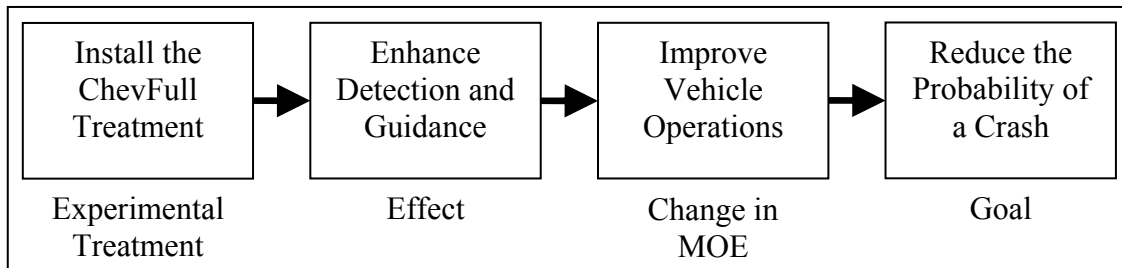 Install the
ChevFull
Treatment
Enhance
Detection and
Guidance
Improve
Vehicle
Operations
Reduce the
Probability of
a Crash
Experimental
Treatment
Effect
Change in
MOE
Goal